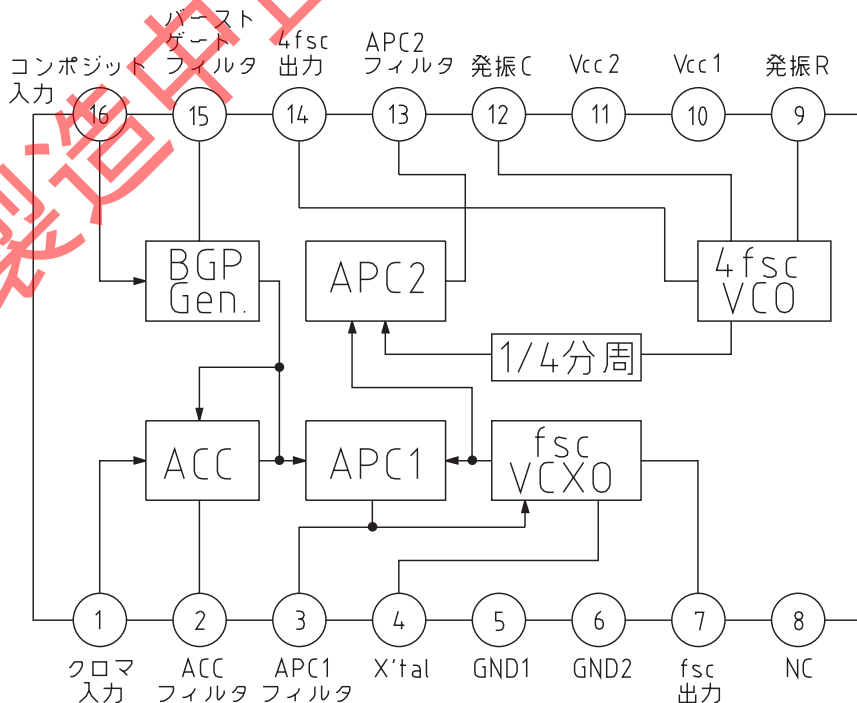 バースト
ゲート
フィルタ
コンポジット
入力
4fsc
出力
APC2
フィルタ
発振C
Vcc2
Vcc1
発振R
16
15
14
13
12
11
10
9
BGP
Gen.
APC2
4fsc
VCO
1/4分周
ACC
APC1
fsc
VCXO
1
2
3
4
5
6
7
8
クロマ
入力
ACC
フィルタ
APC1
フィルタ
X'tal
GND1
GND2
fsc
出力
NC
製造中